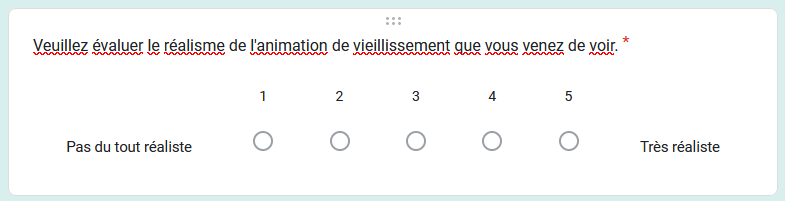 Veuillez évaluer le réalisme de l'animation de vieillissement que vous venez de voir. *
1 2 3 4 5
Pas du tout réaliste Très réaliste